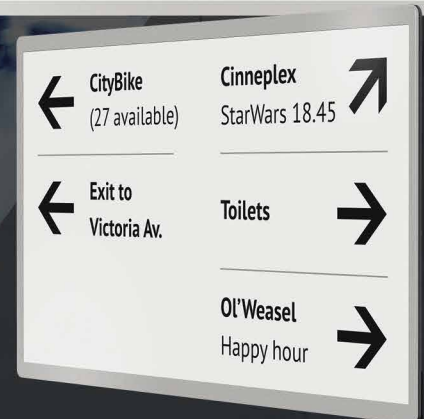 CityBike
(27 available)
Exit to
Victoria Av.
Cinneplex
StarWars 18.45
Toilets
Ol'Weasel
Happy hour